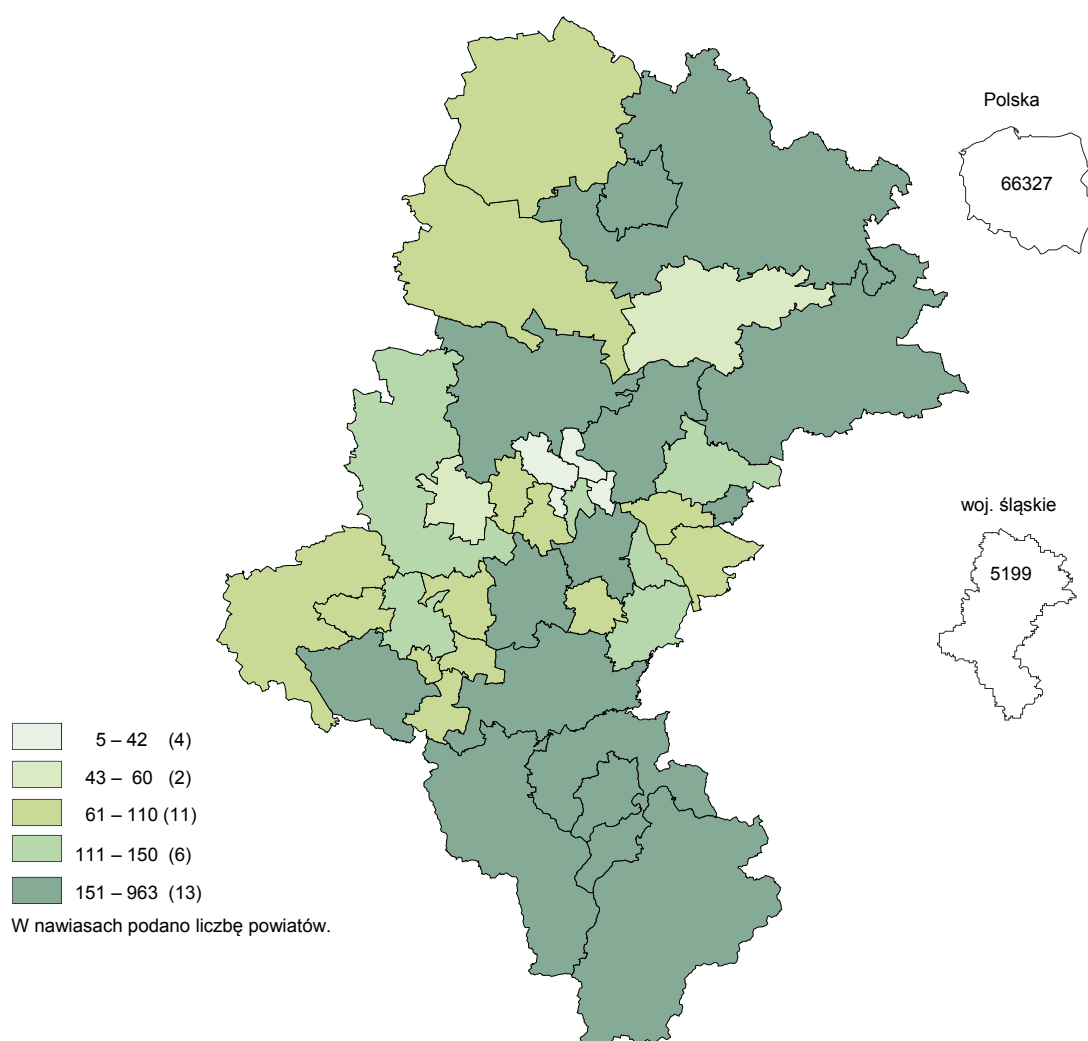 Polska
66327
woj. śląskie
5199
5 – 42 (4)
43 – 60 (2)
61 – 110 (11)
111 – 150 (6)
151 – 963 (13)
W nawiasach podano liczbę powiatów.